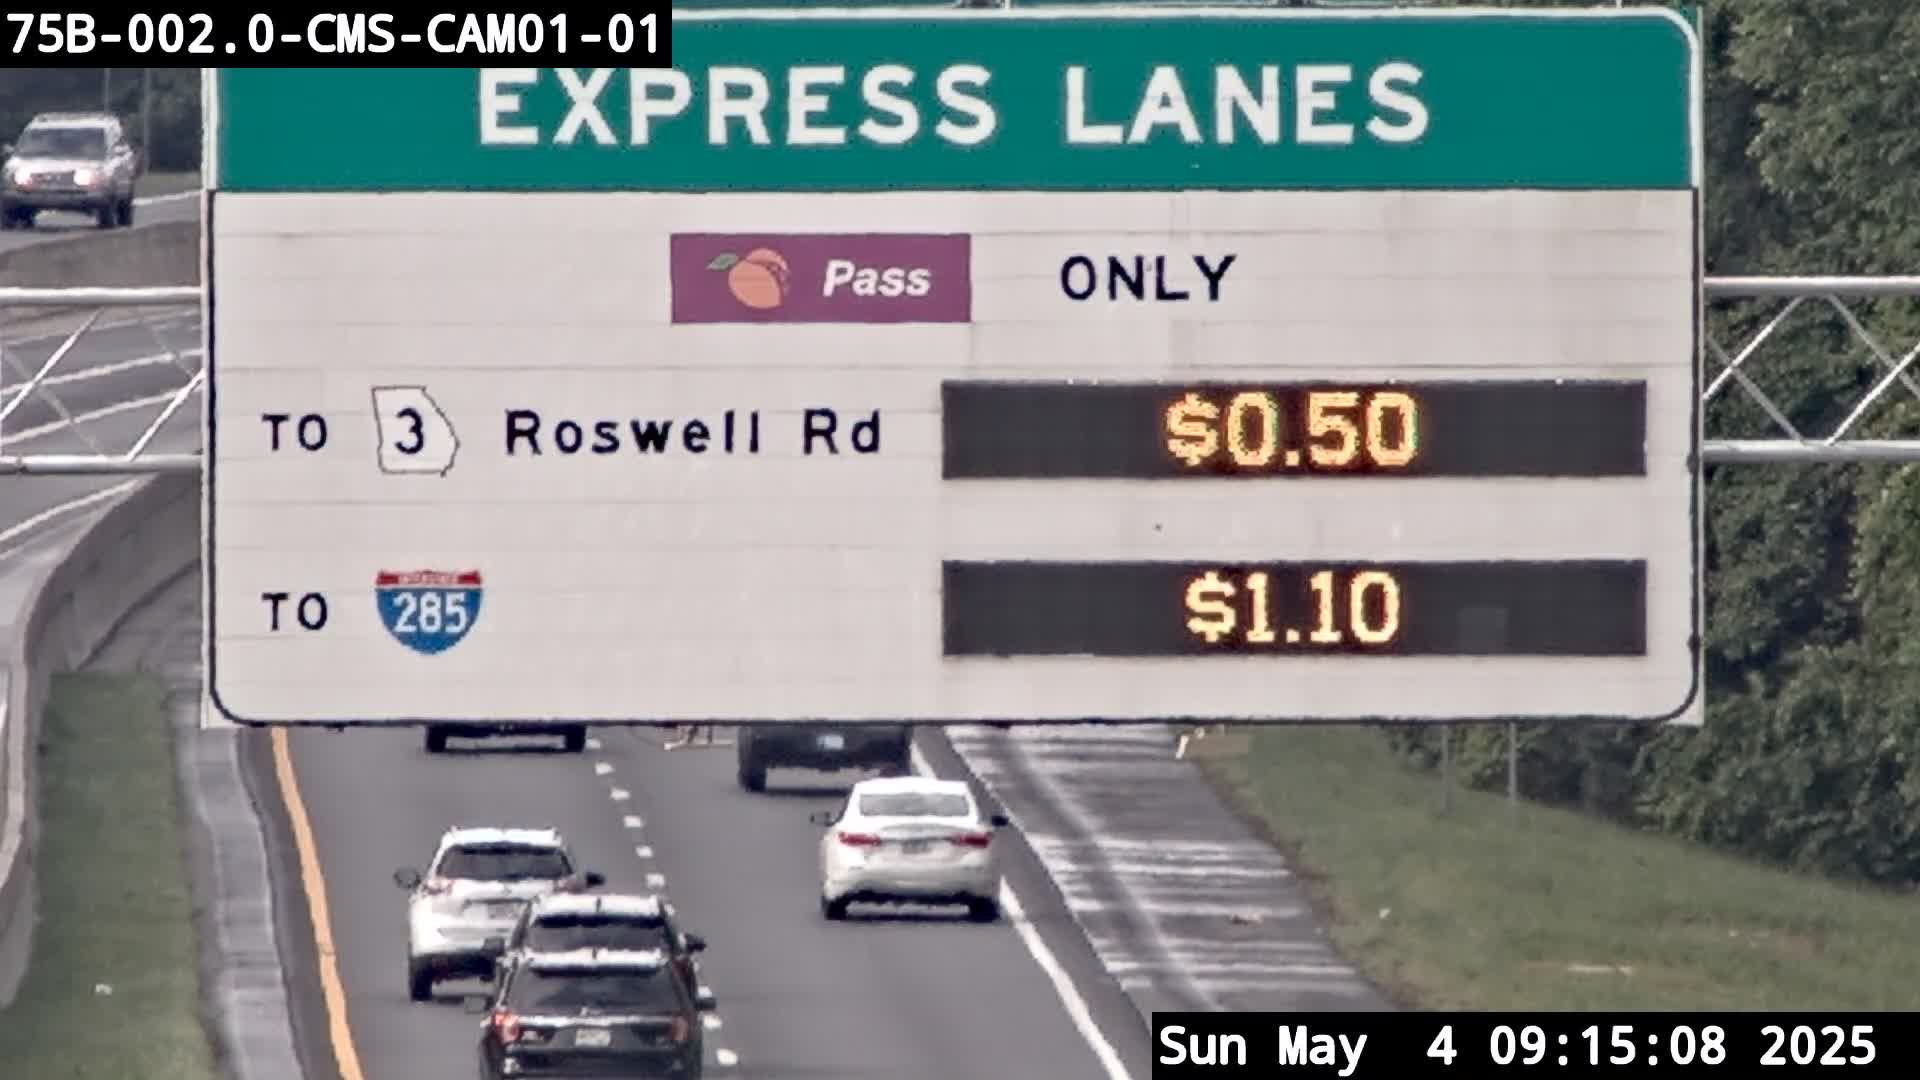 75B-002.0-CMS-CAM01-01
EXPRESS LANES
Pass ONLY
TO 3 Roswell Rd $0.50
TO 285 $1.10
Sun May 4 09:15:08 2025